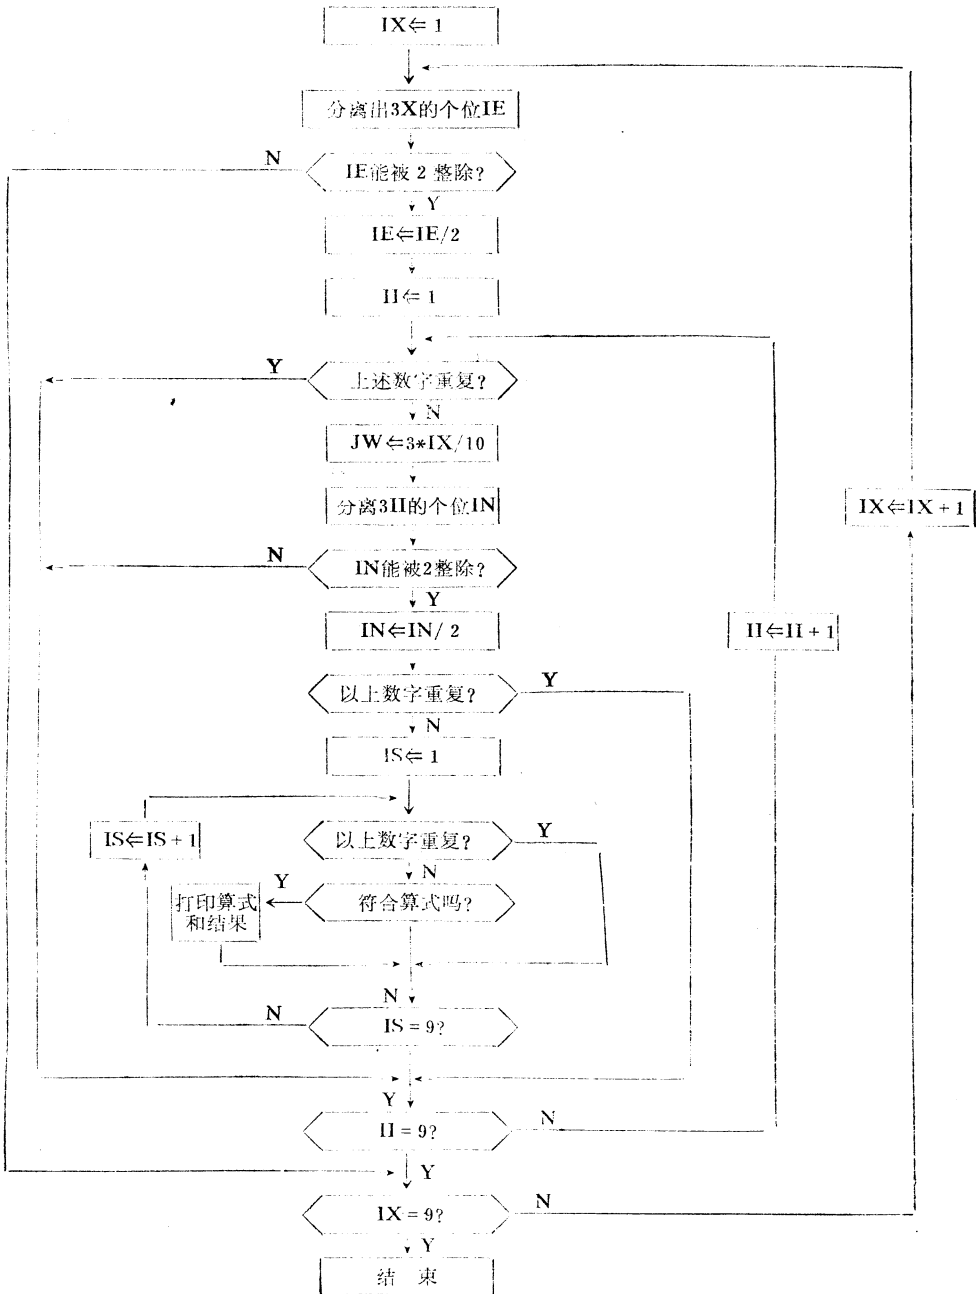 IX⇐1
分离出3X的个位IE
N
IE能被2整除?
Y
IE⇐IE/2
II⇐1
Y
上述数字重复?
N
JW⇐3*IX/10
分离3II的个位IN
IX⇐IX+1
N
IN能被2整除?
Y
IN⇐IN/2
II⇐II+1
以上数字重复?
Y
N
IS⇐1
IS⇐IS+1
以上数字重复?
Y
N
Y
打印算式
和结果
符合算式吗?
N
N
IS=9?
Y
II=9?
N
Y
IX=9?
N
Y
结 束